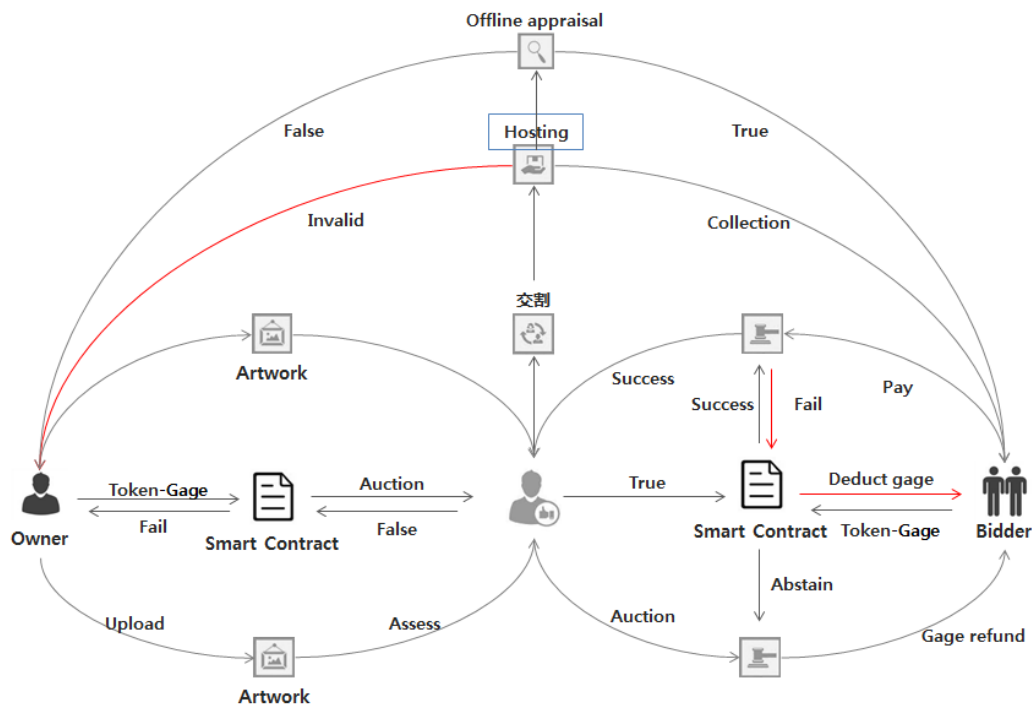 Offline appraisal
False
True
Hosting
Invalid
Collection
交割
Artwork
Success
Pay
Success
Fail
Token-Gage
Auction
True
Deduct gage
Fail
False
Token-Gage
Owner
Smart Contract
Smart Contract
Bidder
Abstain
Upload
Assess
Auction
Gage refund
Artwork